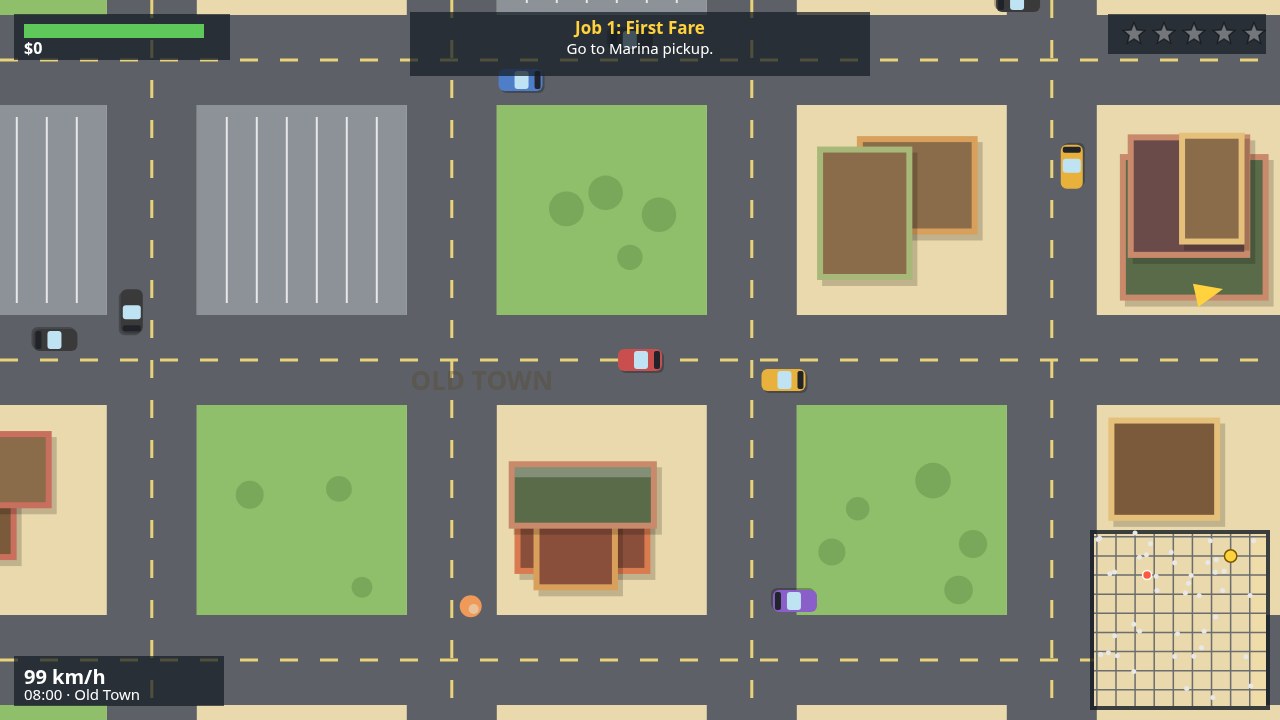 $0
Job 1: First Fare
Go to Marina pickup.
OLD TOWN
99 km/h
08:00 · Old Town